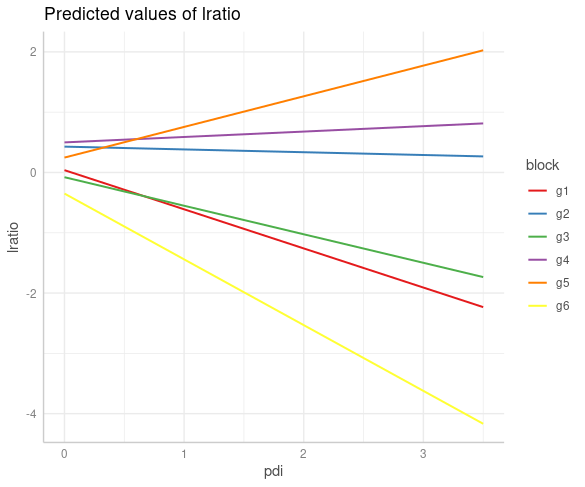 Predicted values of lratio
2
0
-2
-4
lratio
0
1
2
3
pdi
block
g1
g2
g3
g4
g5
g6